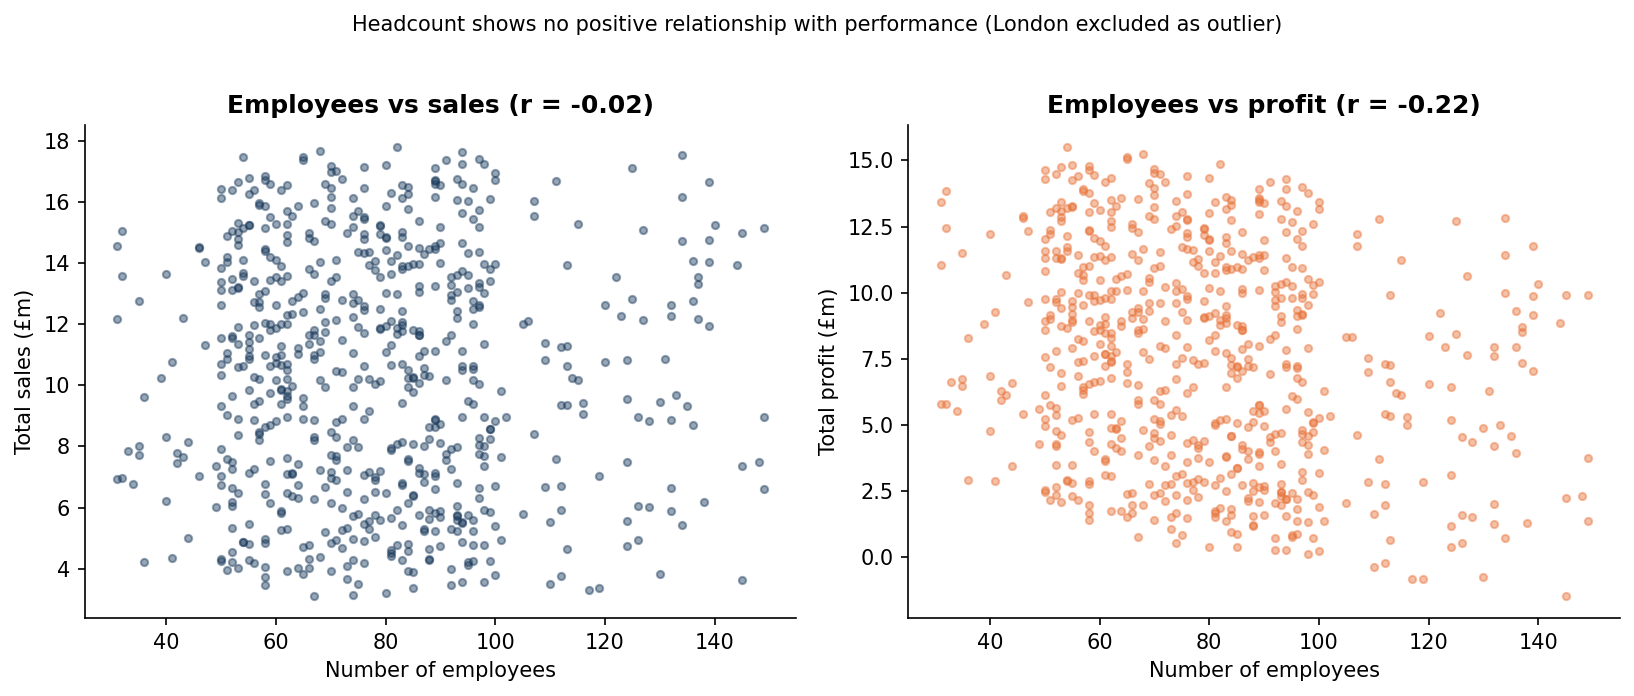 Headcount shows no positive relationship with performance (London excluded as outlier)
Employees vs sales (r = -0.02)
18
16
14
12
10
8
6
4
Total sales (£m)
40 60 80 100 120 140
Number of employees
Employees vs profit (r = -0.22)
15.0
12.5
10.0
7.5
5.0
2.5
0.0
Total profit (£m)
40 60 80 100 120 140
Number of employees